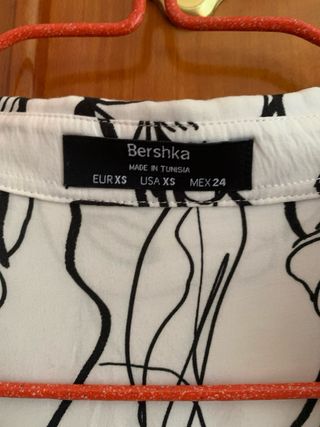 Bershka
MADE IN TUNISIA
EUR XS USA XS MEX 24